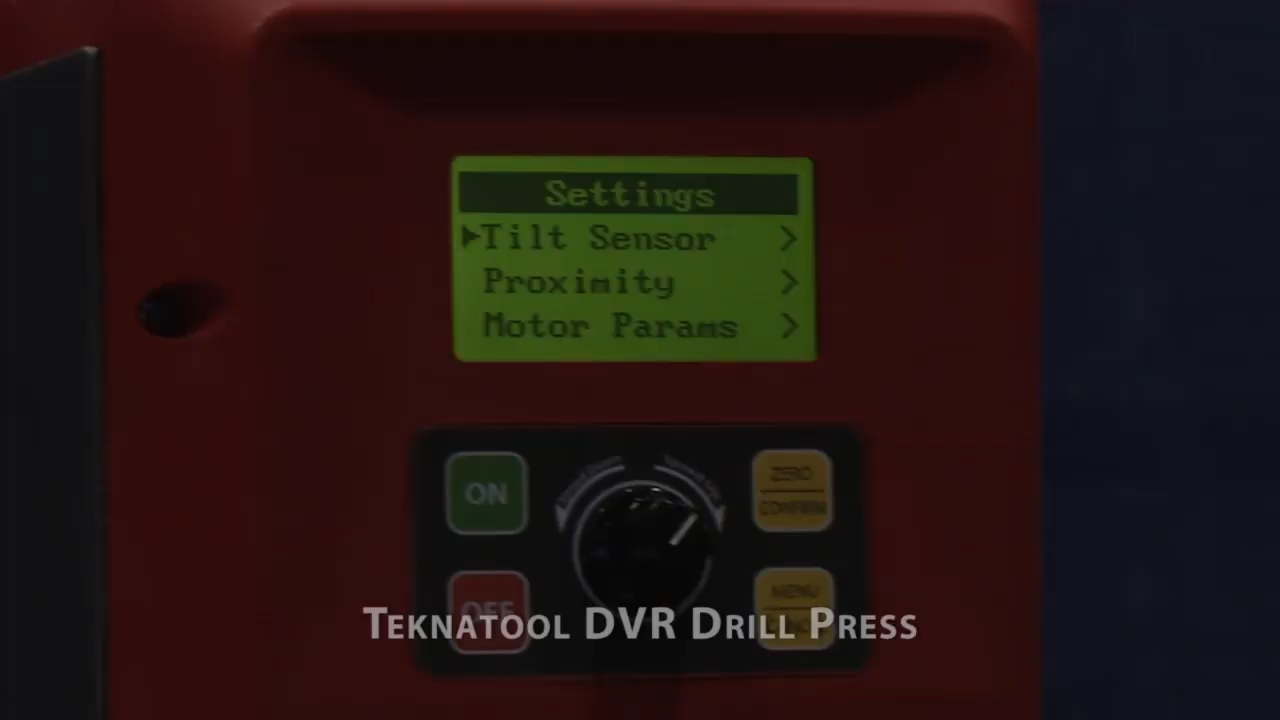 Settings
Tilt Sensor >
Proximity >
Motor Params >
ON
ZERO
CONFIRM
OFF
MENU
TEKNATOOL DVR DRILL PRESS